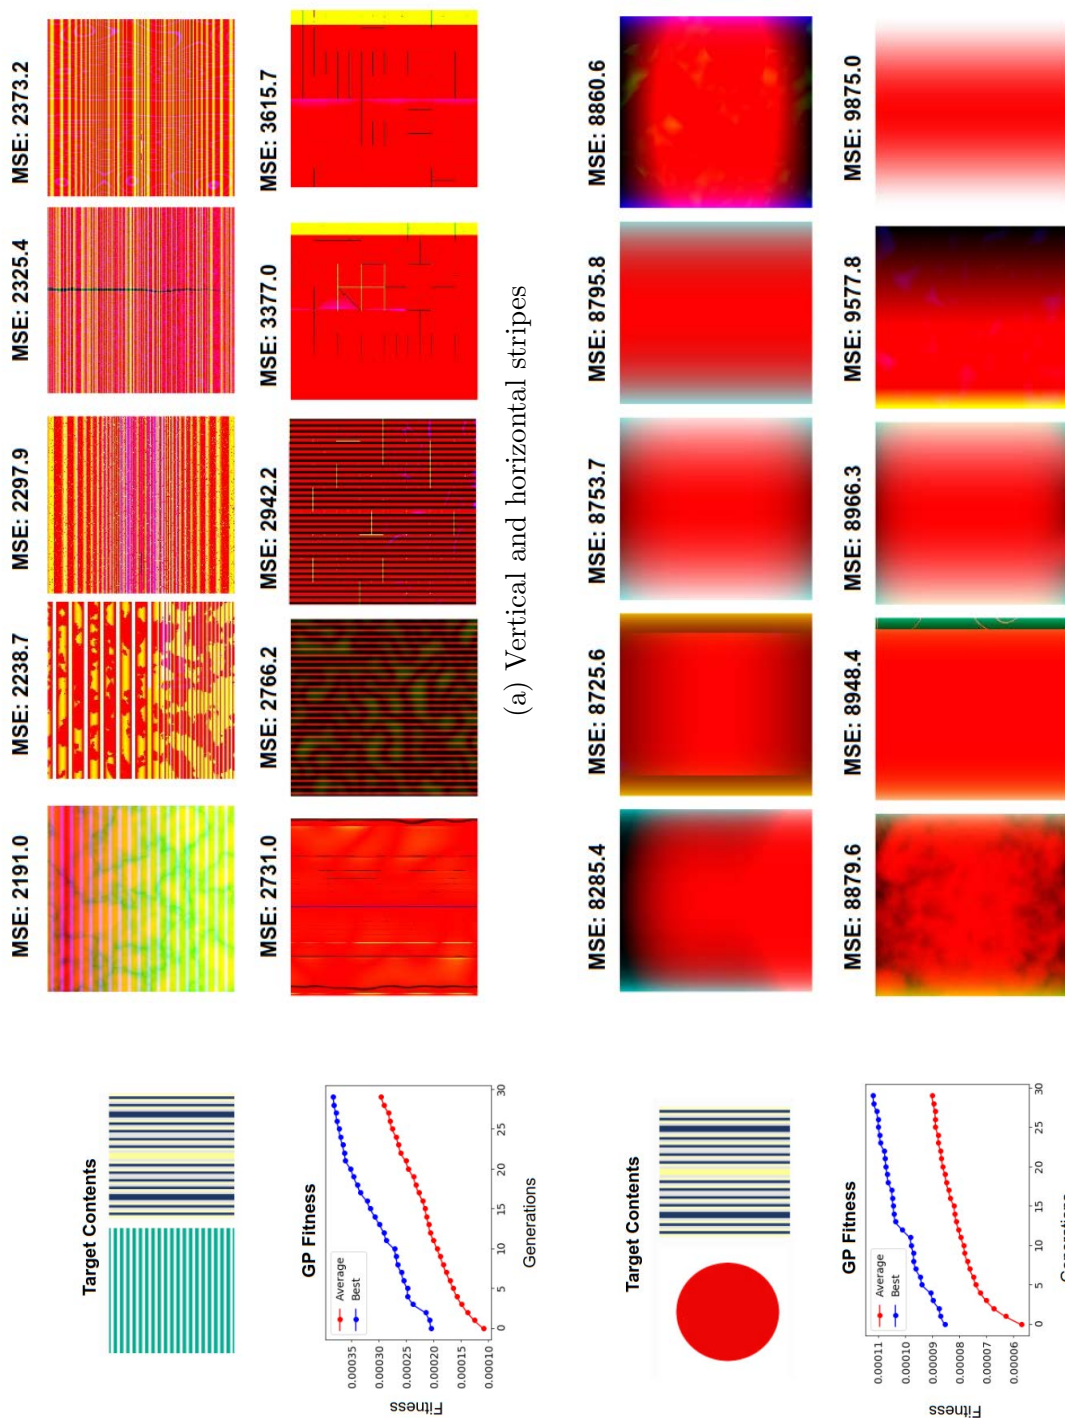 Target Contents
GP Fitness
Average
Best
0.00035
0.00030
0.00025
0.00020
0.00015
0.00010
Fitness
0 5 10 15 20 25 30
Generations
MSE: 2191.0 MSE: 2238.7 MSE: 2297.9 MSE: 2325.4 MSE: 2373.2
MSE: 2731.0 MSE: 2766.2 MSE: 2942.2 MSE: 3377.0 MSE: 3615.7
(a) Vertical and horizontal stripes
Target Contents
GP Fitness
Average
Best
0.00011
0.00010
0.00009
0.00008
0.00007
0.00006
Fitness
0 5 10 15 20 25 30
Generations
MSE: 8285.4 MSE: 8725.6 MSE: 8753.7 MSE: 8795.8 MSE: 8860.6
MSE: 8879.6 MSE: 8948.4 MSE: 8966.3 MSE: 9577.8 MSE: 9875.0